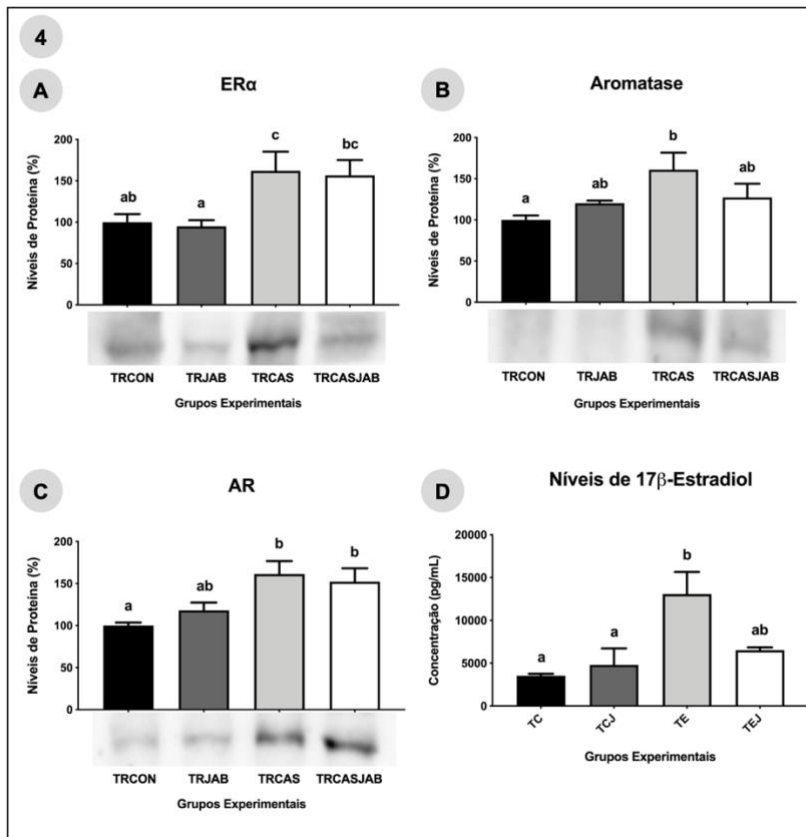 4
A
ERα
Níveis de Proteína (%)
200
150
100
50
0
ab
a
c
bc
TRCON TRJAB TRCAS TRCASJAB
Grupos Experimentais
B
Aromatase
Níveis de Proteína (%)
200
150
100
50
0
a
ab
b
ab
TRCON TRJAB TRCAS TRCASJAB
Grupos Experimentais
C
AR
Níveis de Proteína (%)
200
150
100
50
0
a
ab
b
b
TRCON TRJAB TRCAS TRCASJAB
Grupos Experimentais
D
Níveis de 17β-Estradiol
Concentração (pg/mL)
20000
15000
10000
5000
0
a
a
b
ab
TC TCJ TE TEJ
Grupos Experimentais